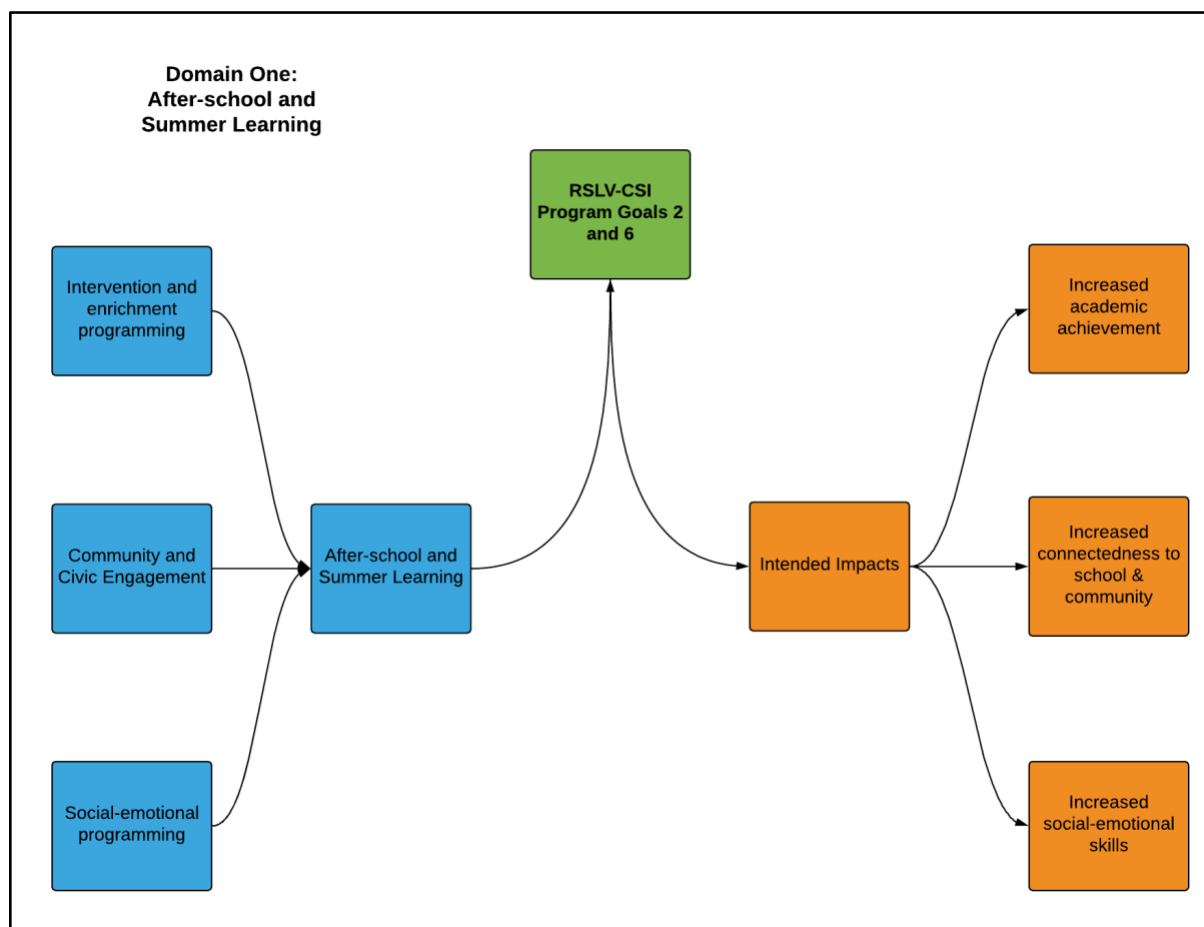 Domain One:
After-school and
Summer Learning
RSLV-CSI
Program Goals 2
and 6
Intervention and
enrichment
programming
Increased
academic
achievement
Community and
Civic Engagement
After-school and
Summer Learning
Intended Impacts
Increased
connectedness to
school &
community
Social-emotional
programming
Increased
social-emotional
skills